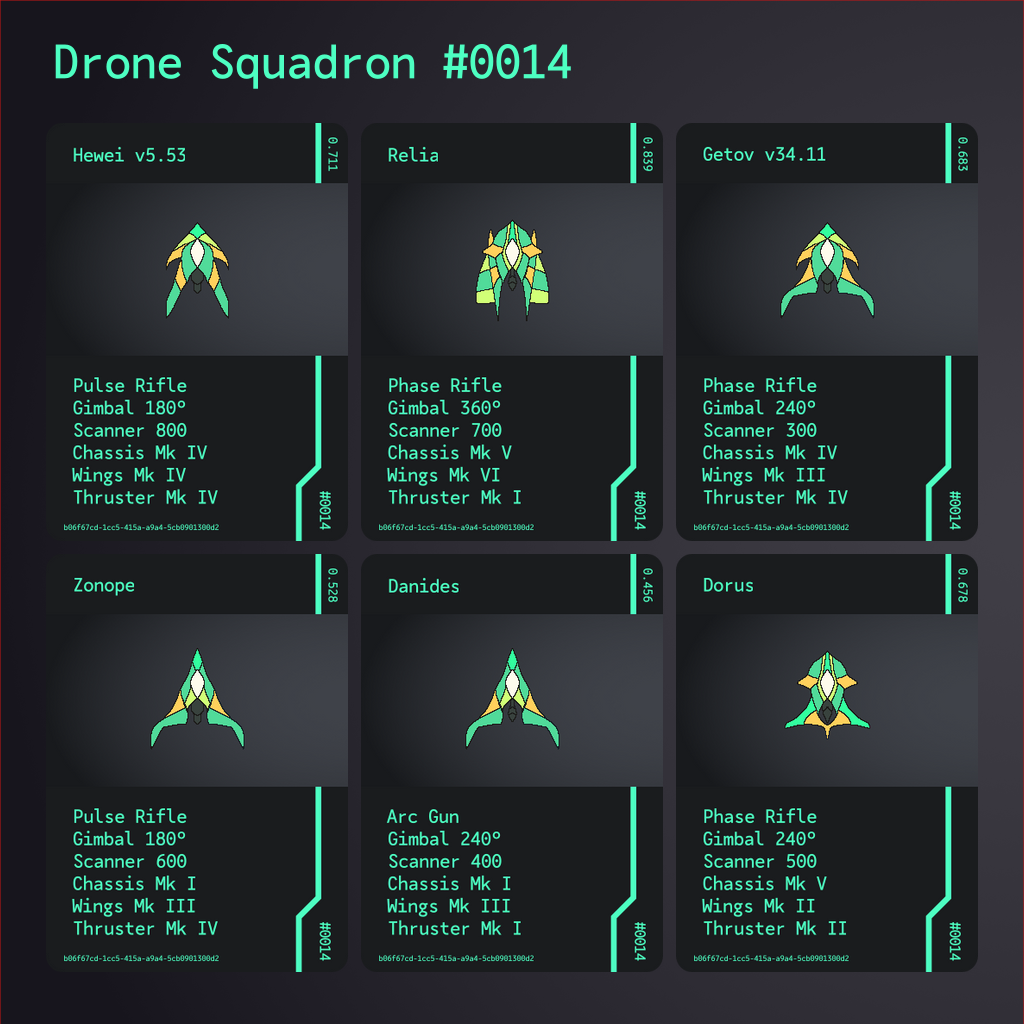 Drone Squadron #0014
Hewei v5.53
0.711
Pulse Rifle
Gimbal 180°
Scanner 800
Chassis Mk IV
Wings Mk IV
Thruster Mk IV
#0014
b06f67cd-1cc5-415a-a9a4-5cb0901300d2
Relia
0.839
Phase Rifle
Gimbal 360°
Scanner 700
Chassis Mk V
Wings Mk VI
Thruster Mk I
#0014
b06f67cd-1cc5-415a-a9a4-5cb0901300d2
Getov v34.11
0.683
Phase Rifle
Gimbal 240°
Scanner 300
Chassis Mk IV
Wings Mk III
Thruster Mk IV
#0014
b06f67cd-1cc5-415a-a9a4-5cb0901300d2
Zonope
0.528
Pulse Rifle
Gimbal 180°
Scanner 600
Chassis Mk I
Wings Mk III
Thruster Mk IV
#0014
b06f67cd-1cc5-415a-a9a4-5cb0901300d2
Danides
0.456
Arc Gun
Gimbal 240°
Scanner 400
Chassis Mk I
Wings Mk III
Thruster Mk I
#0014
b06f67cd-1cc5-415a-a9a4-5cb0901300d2
Dorus
0.678
Phase Rifle
Gimbal 240°
Scanner 500
Chassis Mk V
Wings Mk II
Thruster Mk II
#0014
b06f67cd-1cc5-415a-a9a4-5cb0901300d2